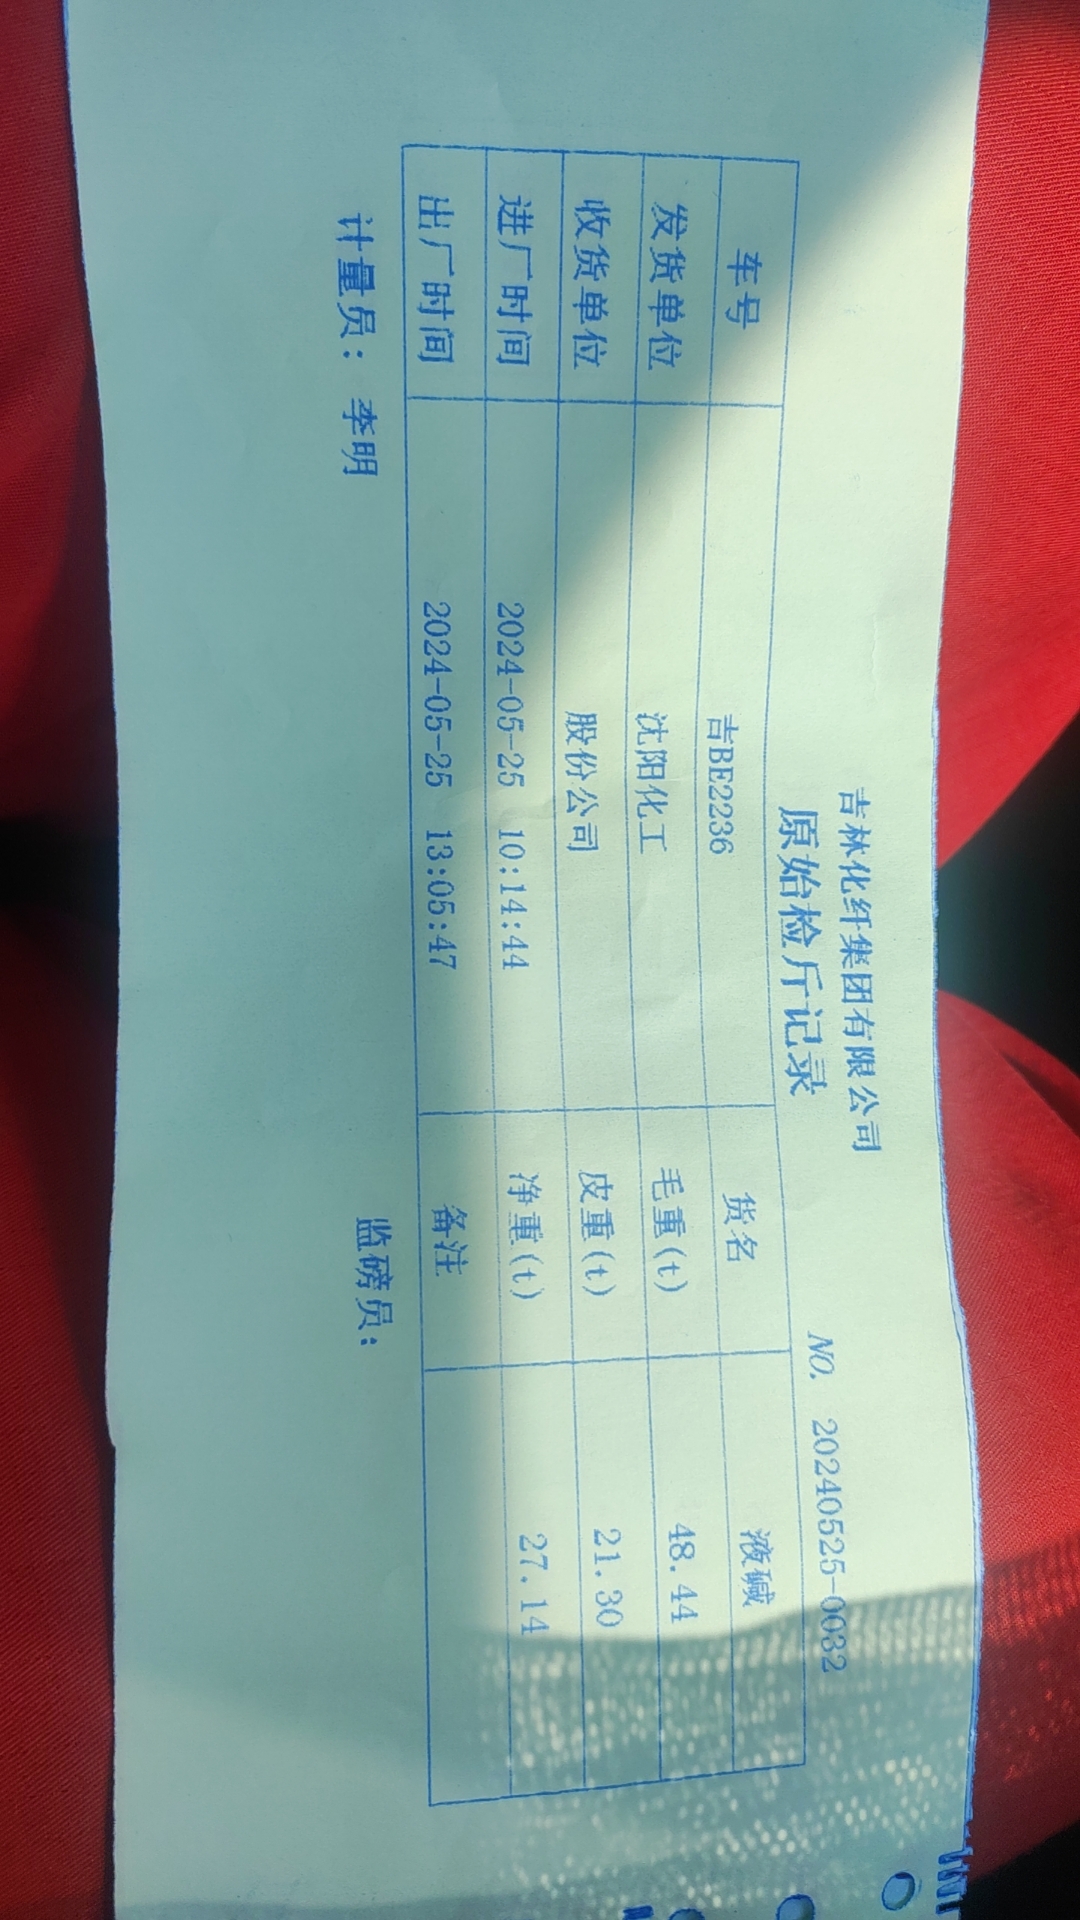 吉林化纤集团有限公司
原始检斤记录
NO. 20240525-0032
车号 吉BE2236 货名 液碱
发货单位 沈阳化工 毛重(t) 48.44
收货单位 股份公司 皮重(t) 21.30
进厂时间 2024-05-25 10:14:44 净重(t) 27.14
出厂时间 2024-05-25 13:05:47 备注
计量员：李明 监磅员：